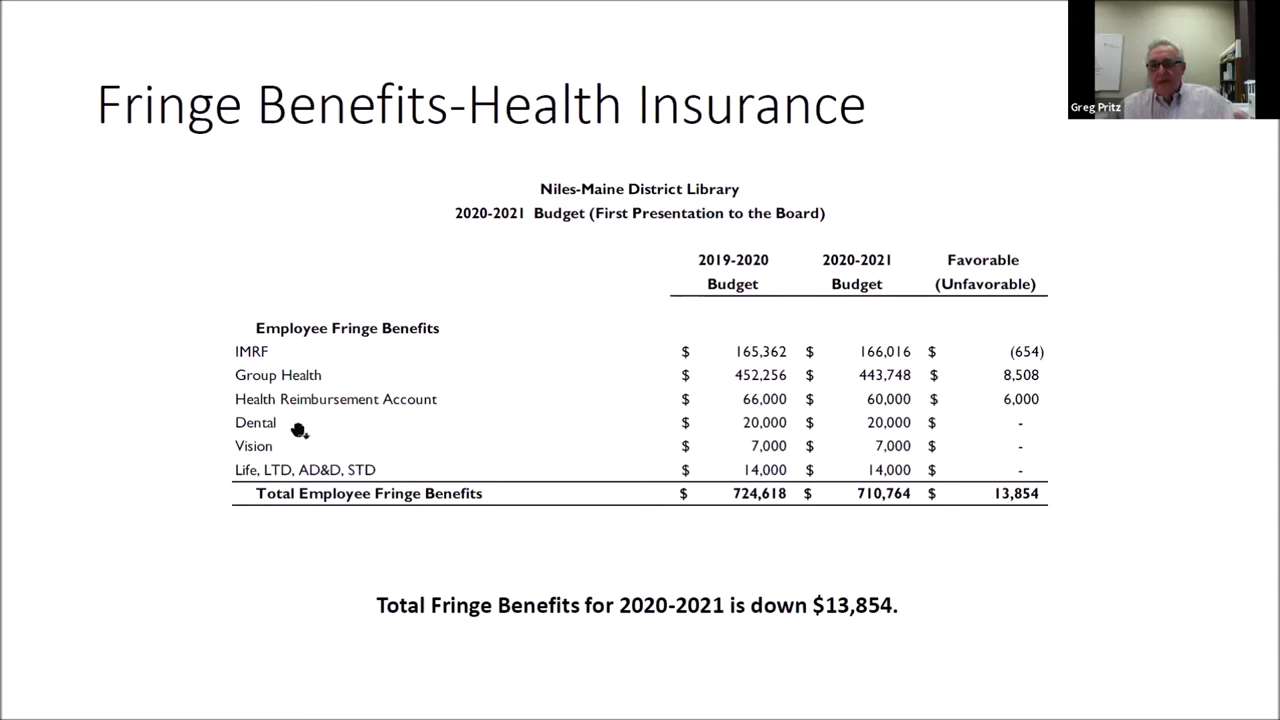 Fringe Benefits-Health Insurance
Greg Pritz
Niles-Maine District Library
2020-2021 Budget (First Presentation to the Board)
2019-2020 2020-2021 Favorable
Budget Budget (Unfavorable)
Employee Fringe Benefits
IMRF $ 165,362 $ 166,016 $ (654)
Group Health $ 452,256 $ 443,748 $ 8,508
Health Reimbursement Account $ 66,000 $ 60,000 $ 6,000
Dental $ 20,000 $ 20,000 $ -
Vision $ 7,000 $ 7,000 $ -
Life, LTD, AD&D, STD $ 14,000 $ 14,000 $ -
Total Employee Fringe Benefits $ 724,618 $ 710,764 $ 13,854
Total Fringe Benefits for 2020-2021 is down $13,854.